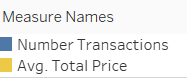 Measure Names
Number Transactions
Avg. Total Price